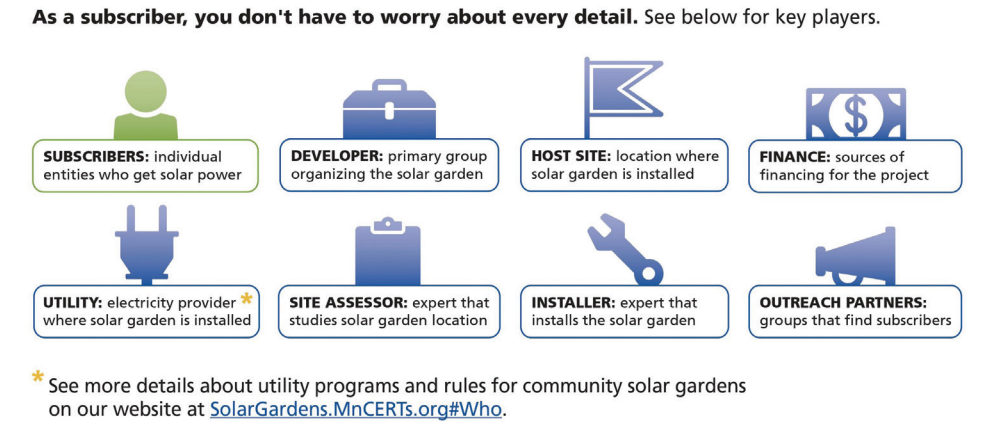 As a subscriber, you don't have to worry about every detail. See below for key players.
SUBSCRIBERS: individual
entities who get solar power
DEVELOPER: primary group
organizing the solar garden
HOST SITE: location where
solar garden is installed
$
FINANCE: sources of
financing for the project
UTILITY: electricity provider *
where solar garden is installed
SITE ASSESSOR: expert that
studies solar garden location
INSTALLER: expert that
installs the solar garden
OUTREACH PARTNERS:
groups that find subscribers
* See more details about utility programs and rules for community solar gardens
on our website at SolarGardens.MnCERTs.org#Who.